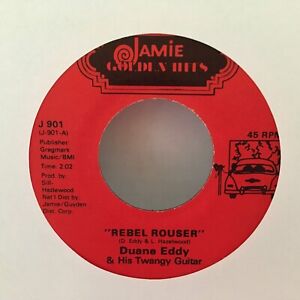 JAMIE
GOLDEN HITS
J 901
(J-901-A)
Publisher
Gregmark
Music/BMI
Time: 2:02
Prod. by
Sill-
Hazlewood
Nat'l Dist by
Jamie/Guyden
Dist. Corp.
45 RPM
"REBEL ROUSER"
(D. Eddy & L. Hazelwood)
Duane Eddy
& His Twangy Guitar